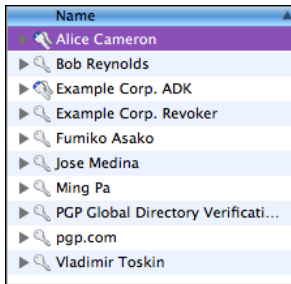 Name
Alice Cameron
Bob Reynolds
Example Corp. ADK
Example Corp. Revoker
Fumiko Asako
Jose Medina
Ming Pa
PGP Global Directory Verificati...
pgp.com
Vladimir Toskin